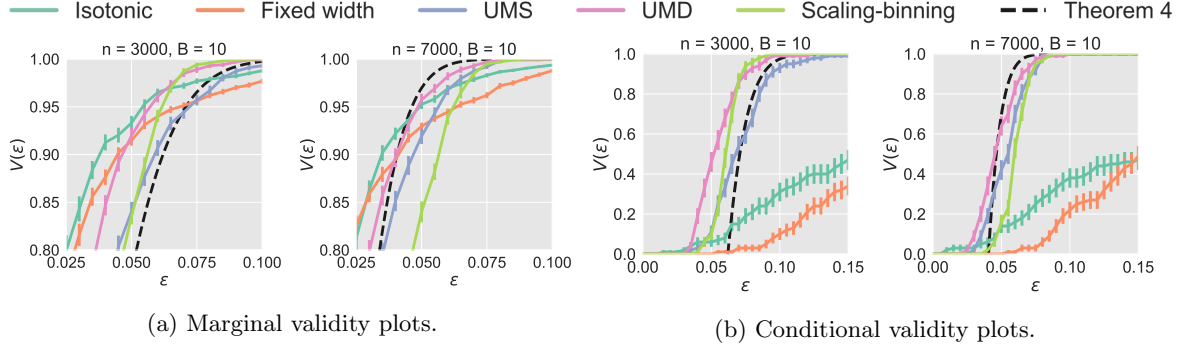 Isotonic Fixed width UMS UMD Scaling-binning Theorem 4
n = 3000, B = 10
1.00
0.95
0.90
0.85
0.80
V(ε)
0.025 0.050 0.075 0.100
ε
n = 7000, B = 10
1.00
0.95
0.90
0.85
0.80
V(ε)
0.025 0.050 0.075 0.100
ε
(a) Marginal validity plots.
n = 3000, B = 10
1.0
0.8
0.6
0.4
0.2
0.0
V(ε)
0.00 0.05 0.10 0.15
ε
n = 7000, B = 10
1.0
0.8
0.6
0.4
0.2
0.0
V(ε)
0.00 0.05 0.10 0.15
ε
(b) Conditional validity plots.